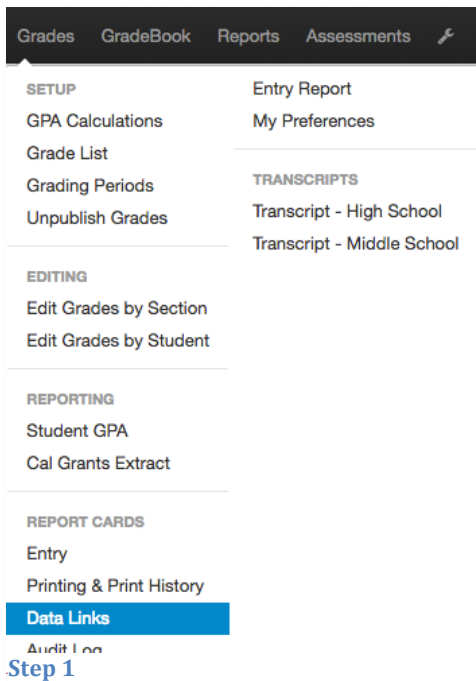 Grades GradeBook Reports Assessments
SETUP
GPA Calculations
Grade List
Grading Periods
Unpublish Grades
EDITING
Edit Grades by Section
Edit Grades by Student
REPORTING
Student GPA
Cal Grants Extract
REPORT CARDS
Entry
Printing & Print History
Data Links
Audit Log
Entry Report
My Preferences
TRANSCRIPTS
Transcript - High School
Transcript - Middle School
Step 1